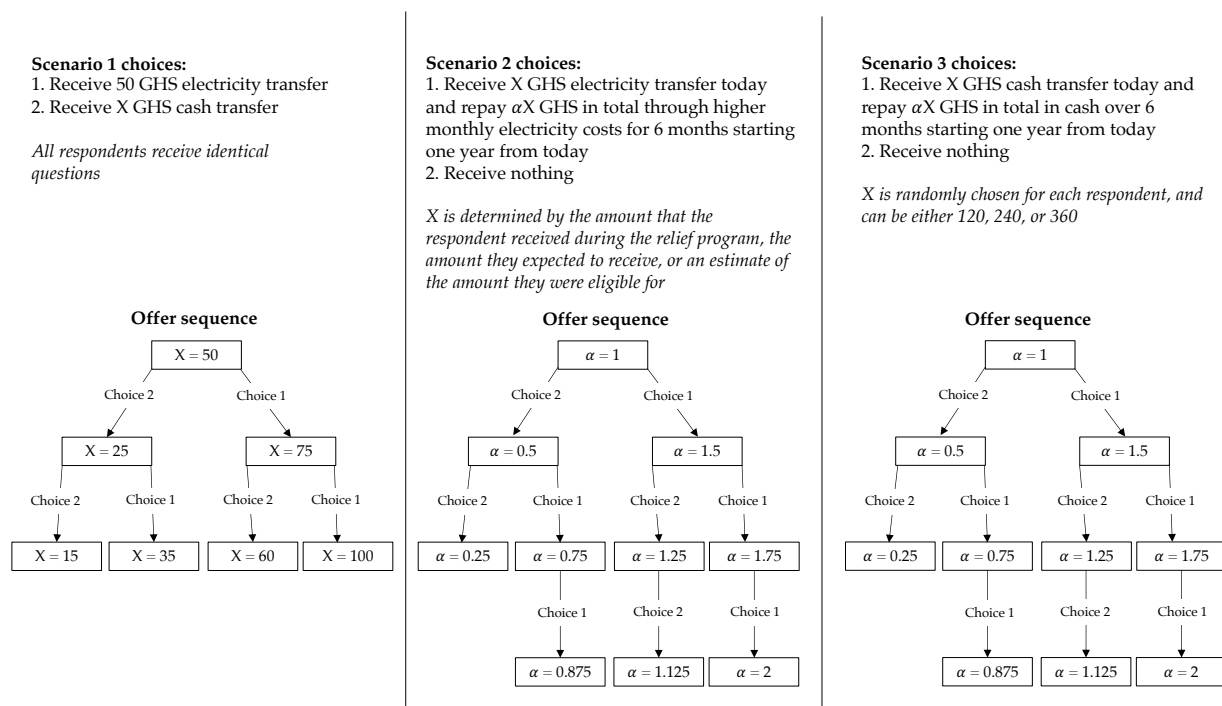 Scenario 1 choices:
1. Receive 50 GHS electricity transfer
2. Receive X GHS cash transfer
All respondents receive identical
questions
Offer sequence
X = 50
Choice 2
Choice 1
X = 25
X = 75
Choice 2
Choice 1
Choice 2
Choice 1
X = 15
X = 35
X = 60
X = 100
Scenario 2 choices:
1. Receive X GHS electricity transfer today
and repay αX GHS in total through higher
monthly electricity costs for 6 months starting
one year from today
2. Receive nothing
X is determined by the amount that the
respondent received during the relief program, the
amount they expected to receive, or an estimate of
the amount they were eligible for
Offer sequence
α = 1
Choice 2
Choice 1
α = 0.5
α = 1.5
Choice 2
Choice 1
Choice 2
Choice 1
α = 0.25
α = 0.75
α = 1.25
α = 1.75
Choice 1
Choice 2
Choice 1
α = 0.875
α = 1.125
α = 2
Scenario 3 choices:
1. Receive X GHS cash transfer today and
repay αX GHS in total in cash over 6
months starting one year from today
2. Receive nothing
X is randomly chosen for each respondent, and
can be either 120, 240, or 360
Offer sequence
α = 1
Choice 2
Choice 1
α = 0.5
α = 1.5
Choice 2
Choice 1
Choice 2
Choice 1
α = 0.25
α = 0.75
α = 1.25
α = 1.75
Choice 1
Choice 2
Choice 1
α = 0.875
α = 1.125
α = 2